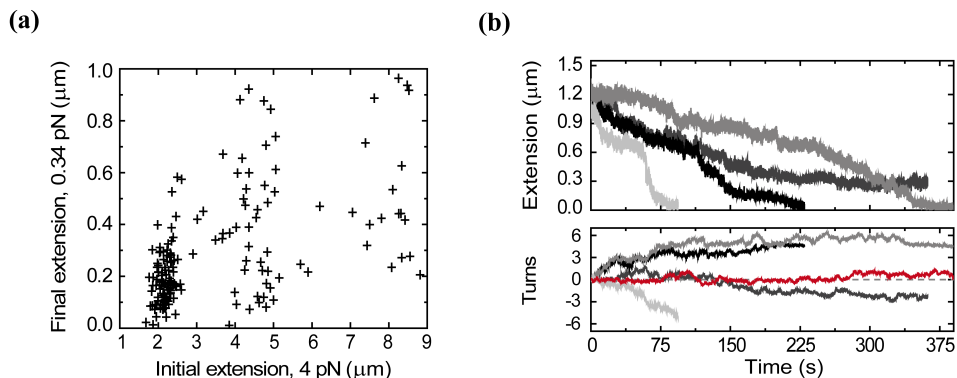 (a)
Final extension, 0.34 pN (μm)
1.0
0.8
0.6
0.4
0.2
0.0
1 2 3 4 5 6 7 8 9
Initial extension, 4 pN (μm)
(b)
Extension (μm)
1.5
1.2
0.9
0.6
0.3
0.0
Turns
6
3
0
-3
-6
0 75 150 225 300 375
Time (s)